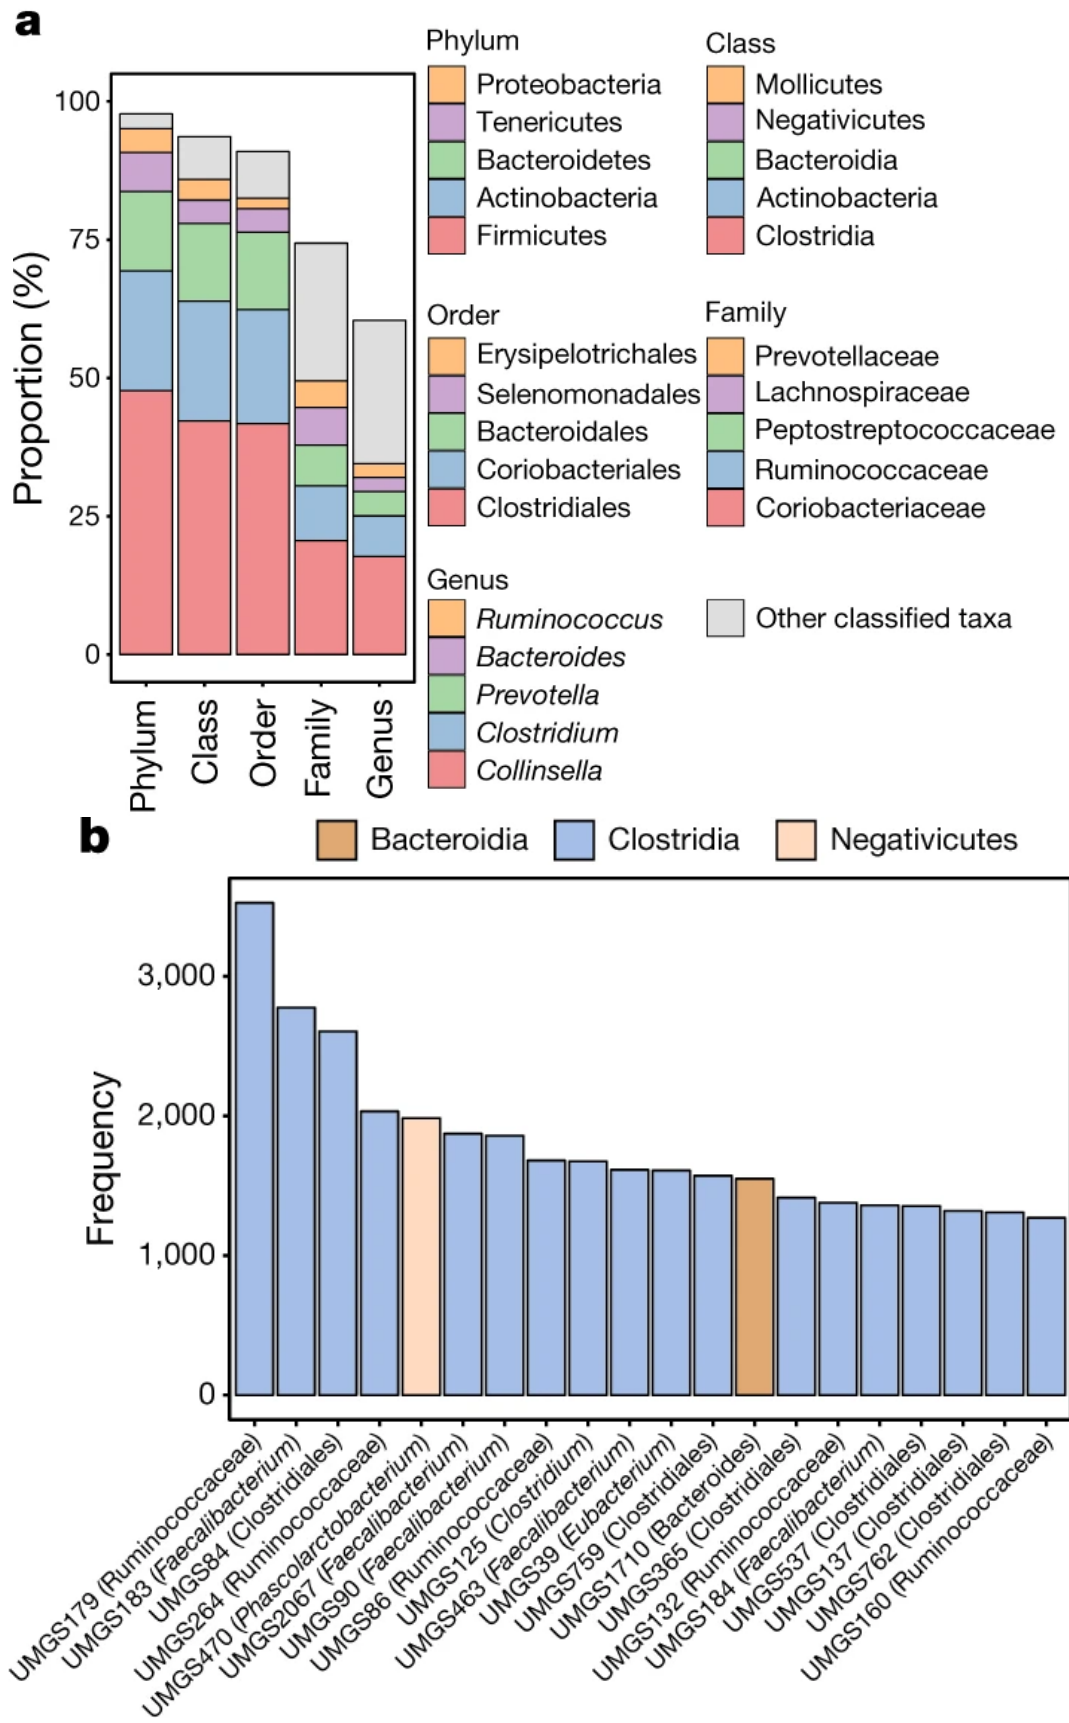 a
Phylum
Proteobacteria
Tenericutes
Bacteroidetes
Actinobacteria
Firmicutes
Class
Mollicutes
Negativicutes
Bacteroidia
Actinobacteria
Clostridia
Order
Erysipelotrichales
Selenomonadales
Bacteroidales
Coriobacteriales
Clostridiales
Family
Prevotellaceae
Lachnospiraceae
Peptostreptococcaceae
Ruminococcaceae
Coriobacteriaceae
Genus
Ruminococcus
Bacteroides
Prevotella
Clostridium
Collinsella
Other classified taxa
Proportion (%)
100
75
50
25
0
Phylum
Class
Order
Family
Genus
b
Bacteroidia
Clostridia
Negativicutes
Frequency
3,000
2,000
1,000
0
UMGS179 (Ruminococcaceae)
UMGS183 (Faecalibacterium)
UMGS84 (Clostridiales)
UMGS264 (Ruminococcaceae)
UMGS470 (Phascolarctobacterium)
UMGS2067 (Faecalibacterium)
UMGS90 (Faecalibacterium)
UMGS86 (Ruminococcaceae)
UMGS125 (Clostridium)
UMGS463 (Faecalibacterium)
UMGS39 (Eubacterium)
UMGS759 (Clostridiales)
UMGS1710 (Bacteroides)
UMGS365 (Clostridiales)
UMGS132 (Ruminococcaceae)
UMGS184 (Faecalibacterium)
UMGS537 (Clostridiales)
UMGS137 (Clostridiales)
UMGS762 (Clostridiales)
UMGS160 (Ruminococcaceae)